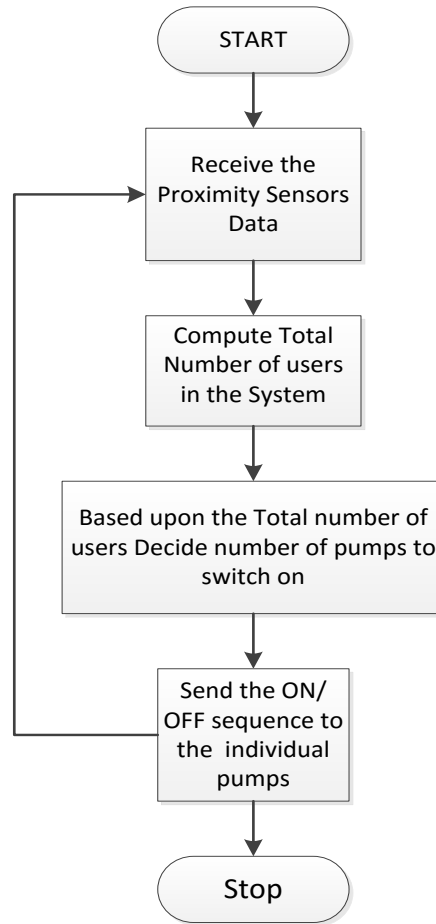 START
Receive the
Proximity Sensors
Data
Compute Total
Number of users
in the System
Based upon the Total number of
users Decide number of pumps to
switch on
Send the ON/
OFF sequence to
the individual
pumps
Stop